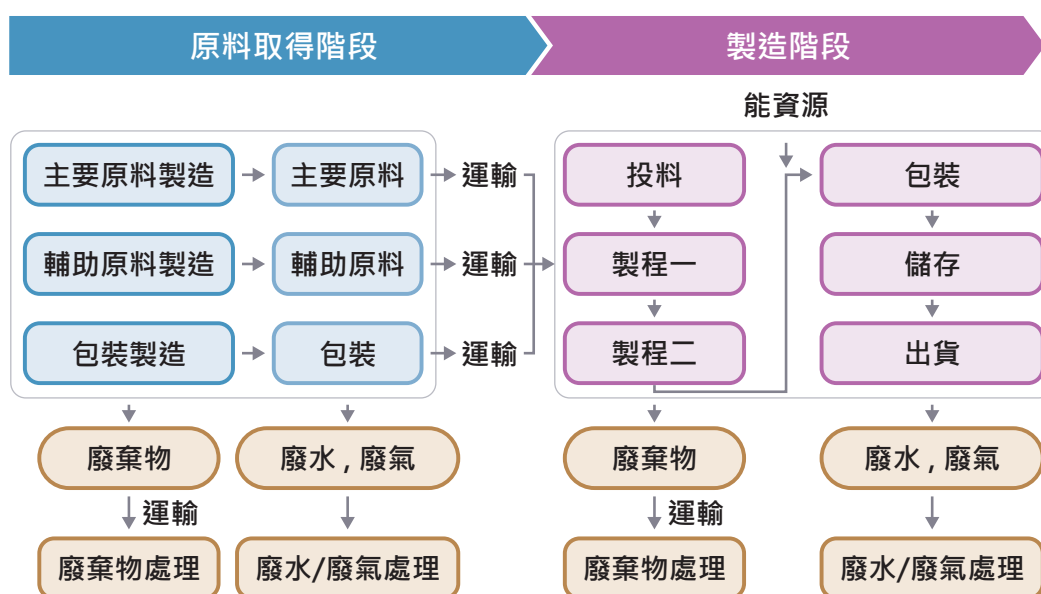 原料取得階段
製造階段
能資源
主要原料製造
主要原料
運輸
投料
包裝
輔助原料製造
輔助原料
運輸
製程一
儲存
包裝製造
包裝
運輸
製程二
出貨
廢棄物
廢水 , 廢氣
廢棄物
廢水 , 廢氣
運輸
運輸
廢棄物處理
廢水/廢氣處理
廢棄物處理
廢水/廢氣處理